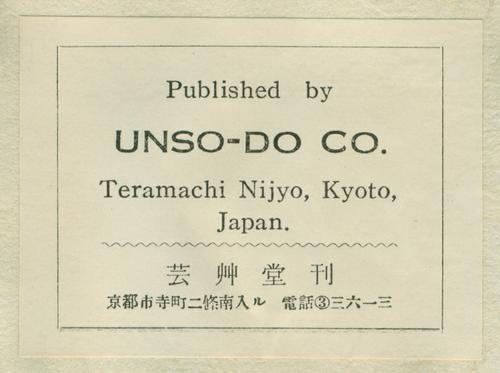 Published by
UNSO-DO CO.
Teramachi Nijyo, Kyoto,
Japan.
芸艸堂刊
京都市寺町二條南入ル 電話③三六一三